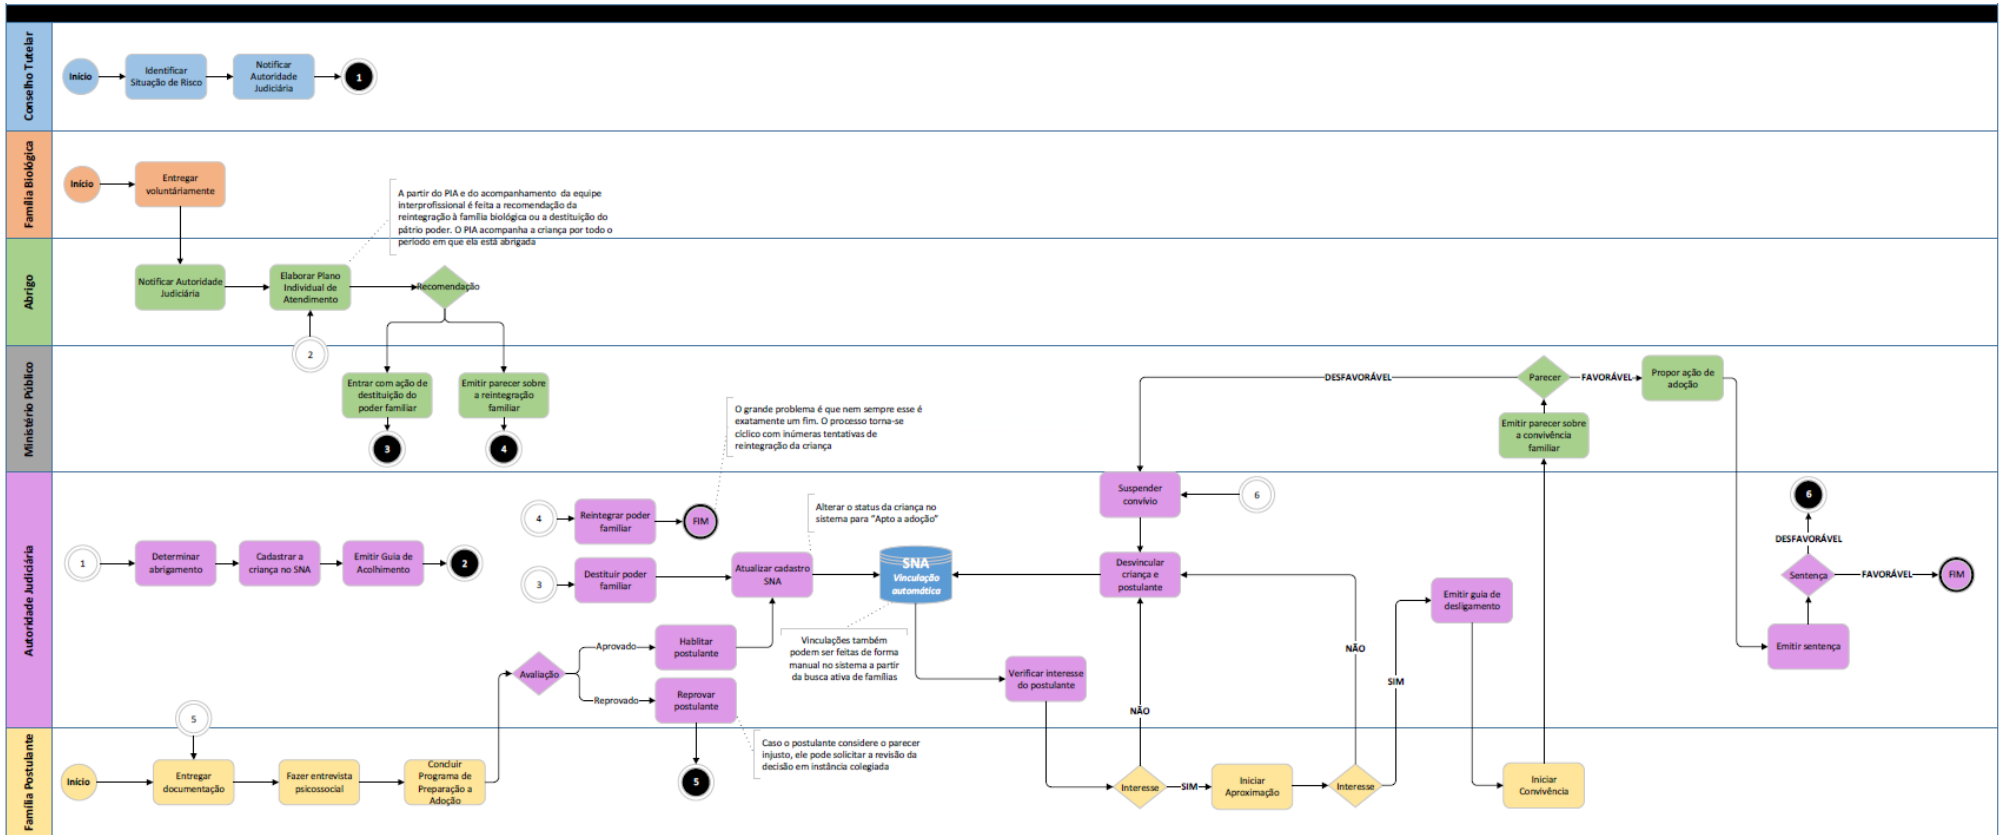 Conselho Tutelar
Início
Identificar
Situação de Risco
Notificar
Autoridade
Judiciária
1
Família Biológica
Início
Entregar
voluntáriamente
A partir do PIA e do acompanhamento da equipe
interprofissional é feita a recomendação da
reintegração à família biológica ou a destituição do
pátrio poder. O PIA acompanha a criança por todo o
período em que ela está abrigada
Abrigo
Notificar Autoridade
Judiciária
Elaborar Plano
Individual de
Atendimento
Recomendação
2
Ministério Público
Entrar com ação de
destituição do
poder familiar
Emitir parecer sobre
a reintegração
familiar
3
4
O grande problema é que nem sempre esse é
exatamente um fim. O processo torna-se
cíclico com inúmeras tentativas de
reintegração da criança
DESFAVORÁVEL
Parecer
FAVORÁVEL
Propor ação de
adoção
Emitir parecer sobre
a convivência
familiar
Autoridade Judiciária
1
Determinar
abrigamento
Cadastrar a
criança no SNA
Emitir Guia de
Acolhimento
2
4
Reintegrar poder
familiar
FIM
3
Destituir poder
familiar
Atualizar cadastro
SNA
Alterar o status da criança no
sistema para “Apto a adoção”
SNA
Vinculação
automática
Vinculações também
podem ser feitas de forma
manual no sistema a partir
da busca ativa de famílias
Avaliação
Aprovado
Hablitar
postulante
Reprovado
Reprovar
postulante
Suspender
convívio
6
Desvincular
criança e
postulante
Verificar interesse
do postulante
NÃO
NÃO
SIM
Emitir guia de
desligamento
6
DESFAVORÁVEL
Sentença
FAVORÁVEL
FIM
Emitir sentença
Família Postulante
5
Início
Entregar
documentação
Fazer entrevista
psicossocial
Concluir
Programa de
Preparação a
Adoção
5
Caso o postulante considere o parecer
injusto, ele pode solicitar a revisão da
decisão em instância colegiada
Interesse
SIM
Iniciar
Aproximação
Interesse
Iniciar
Convivência